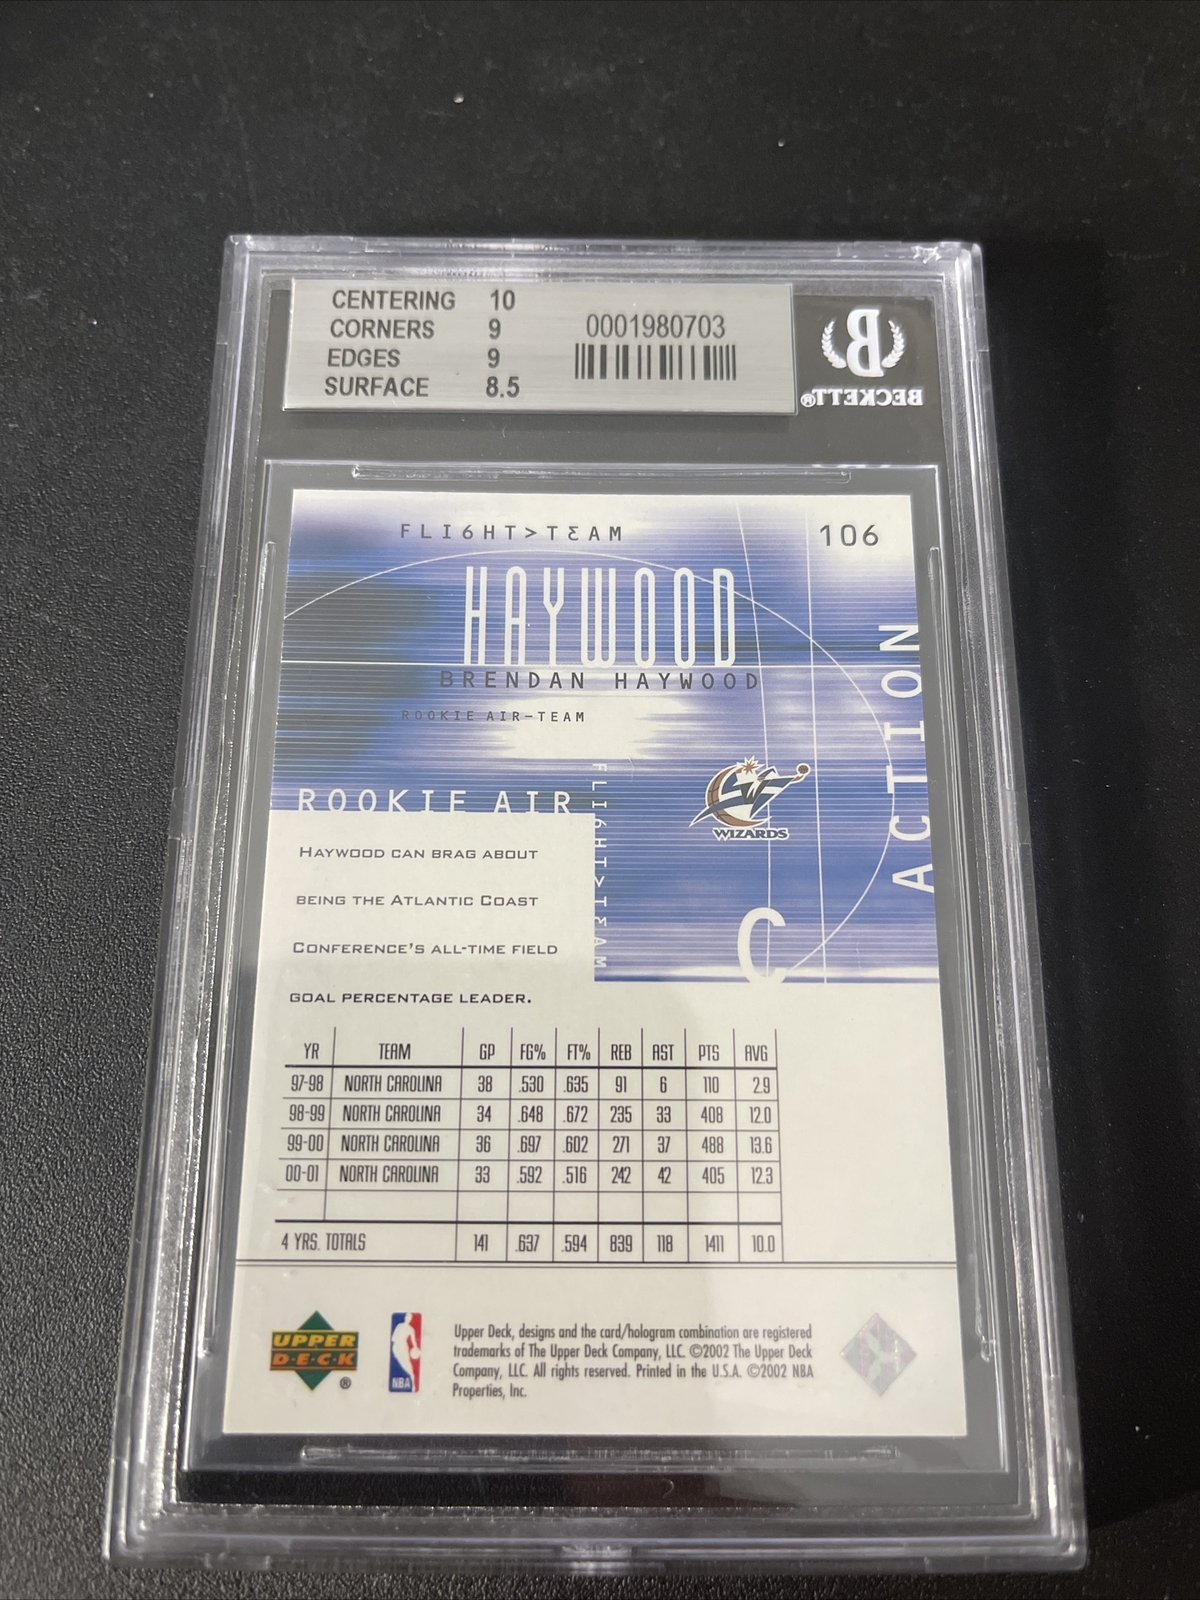 CENTERING 10
CORNERS 9
EDGES 9
SURFACE 8.5
0001980703
B
BECKETT®
FLI6HT>TEAM
106
HAYWOOD
BRENDAN HAYWOOD
ROOKIE AIR-TEAM
ACTION
ROOKIE AIR
FLI6HT>TEAM
WIZARDS
C
HAYWOOD CAN BRAG ABOUT
BEING THE ATLANTIC COAST
CONFERENCE'S ALL-TIME FIELD
GOAL PERCENTAGE LEADER.
YR TEAM GP FG% FT% REB AST PTS AVG
97-98 NORTH CAROLINA 38 .530 .635 91 6 110 2.9
98-99 NORTH CAROLINA 34 .648 .672 235 33 408 12.0
99-00 NORTH CAROLINA 36 .697 .602 271 37 488 13.6
00-01 NORTH CAROLINA 33 .592 .516 242 42 405 12.3
4 YRS. TOTALS 141 .637 .594 839 118 1411 10.0
UPPER
D·E·C·K
®
NBA
Upper Deck, designs and the card/hologram combination are registered
trademarks of The Upper Deck Company, LLC. ©2002 The Upper Deck
Company, LLC. All rights reserved. Printed in the U.S.A. ©2002 NBA
Properties, Inc.